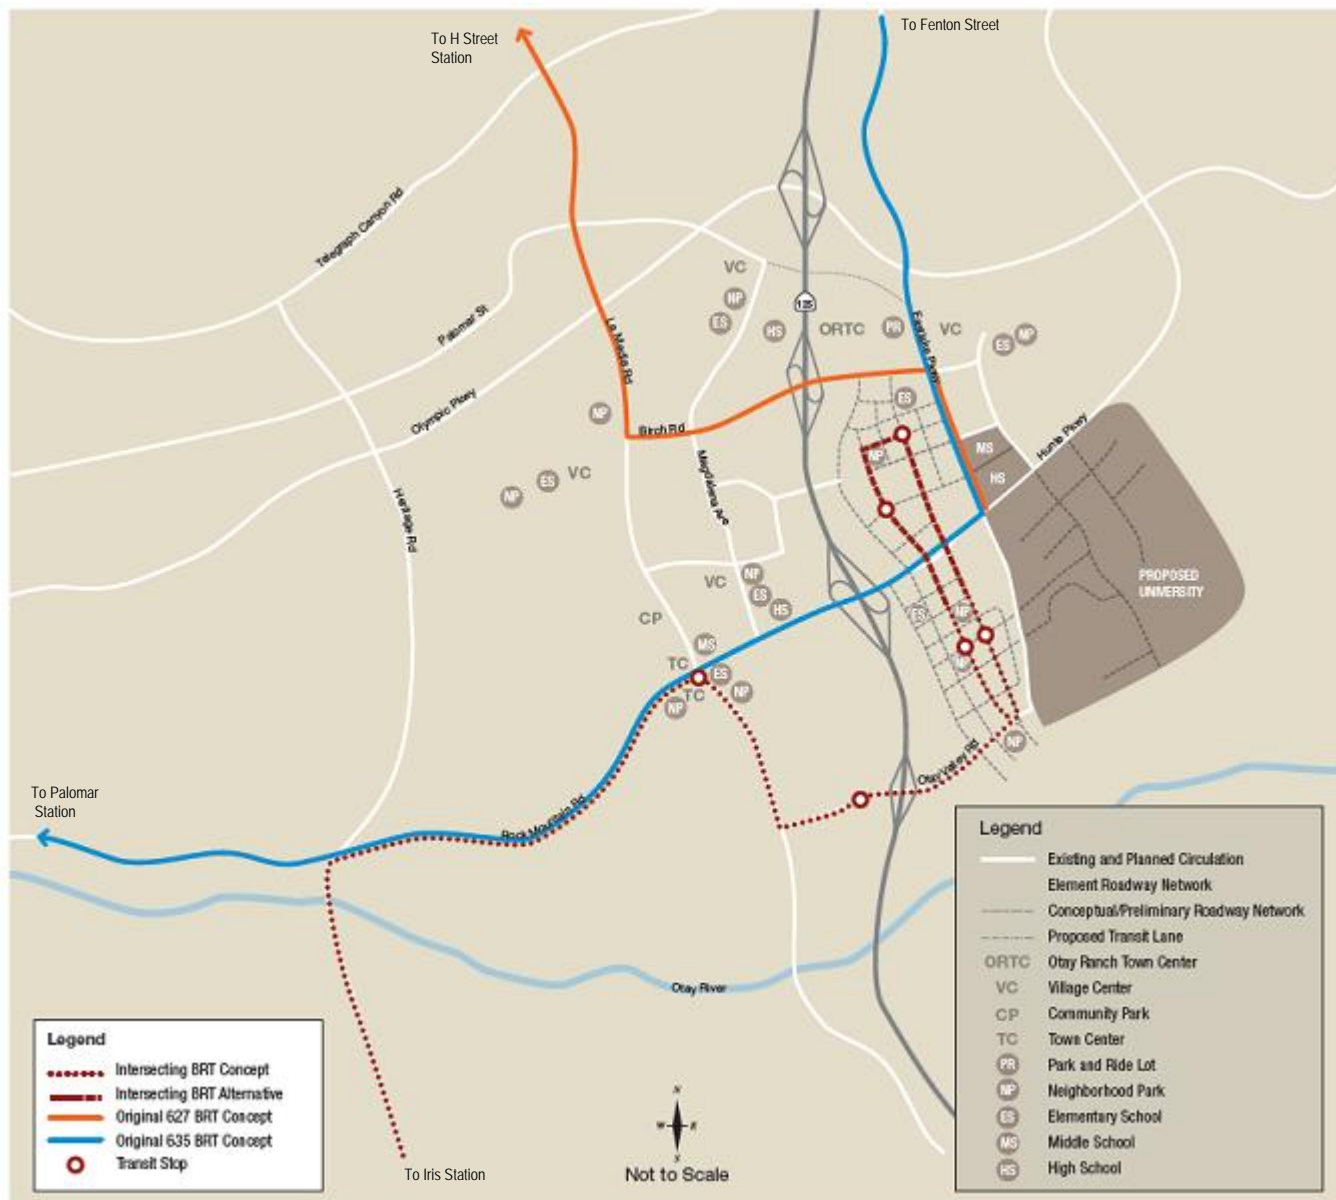 To H Street
Station
To Fenton Street
Telegraph Canyon Rd
Palomar St
Olympic Pkwy
La Media Rd
VC
NP
ES
HS
125
ORTC
PR
VC
Eastlake Pkwy
ES
NP
NP
Birch Rd
ES
Hunte Pkwy
MS
HS
NP
VC
ES
NP
Heritage Rd
Magdalena Ave
PROPOSED
UNIVERSITY
VC
NP
ES
HS
CP
MS
TC
ES
TC
NP
NP
ES
NP
NP
NP
Otay Valley Rd
To Palomar
Station
Rock Mountain Rd
Otay River
Legend
Existing and Planned Circulation
Element Roadway Network
Conceptual/Preliminary Roadway Network
Proposed Transit Lane
ORTC Otay Ranch Town Center
VC Village Center
CP Community Park
TC Town Center
PR Park and Ride Lot
NP Neighborhood Park
ES Elementary School
MS Middle School
HS High School
Legend
Intersecting BRT Concept
Intersecting BRT Alternative
Original 627 BRT Concept
Original 635 BRT Concept
Transit Stop
To Iris Station
N
W E
S
Not to Scale